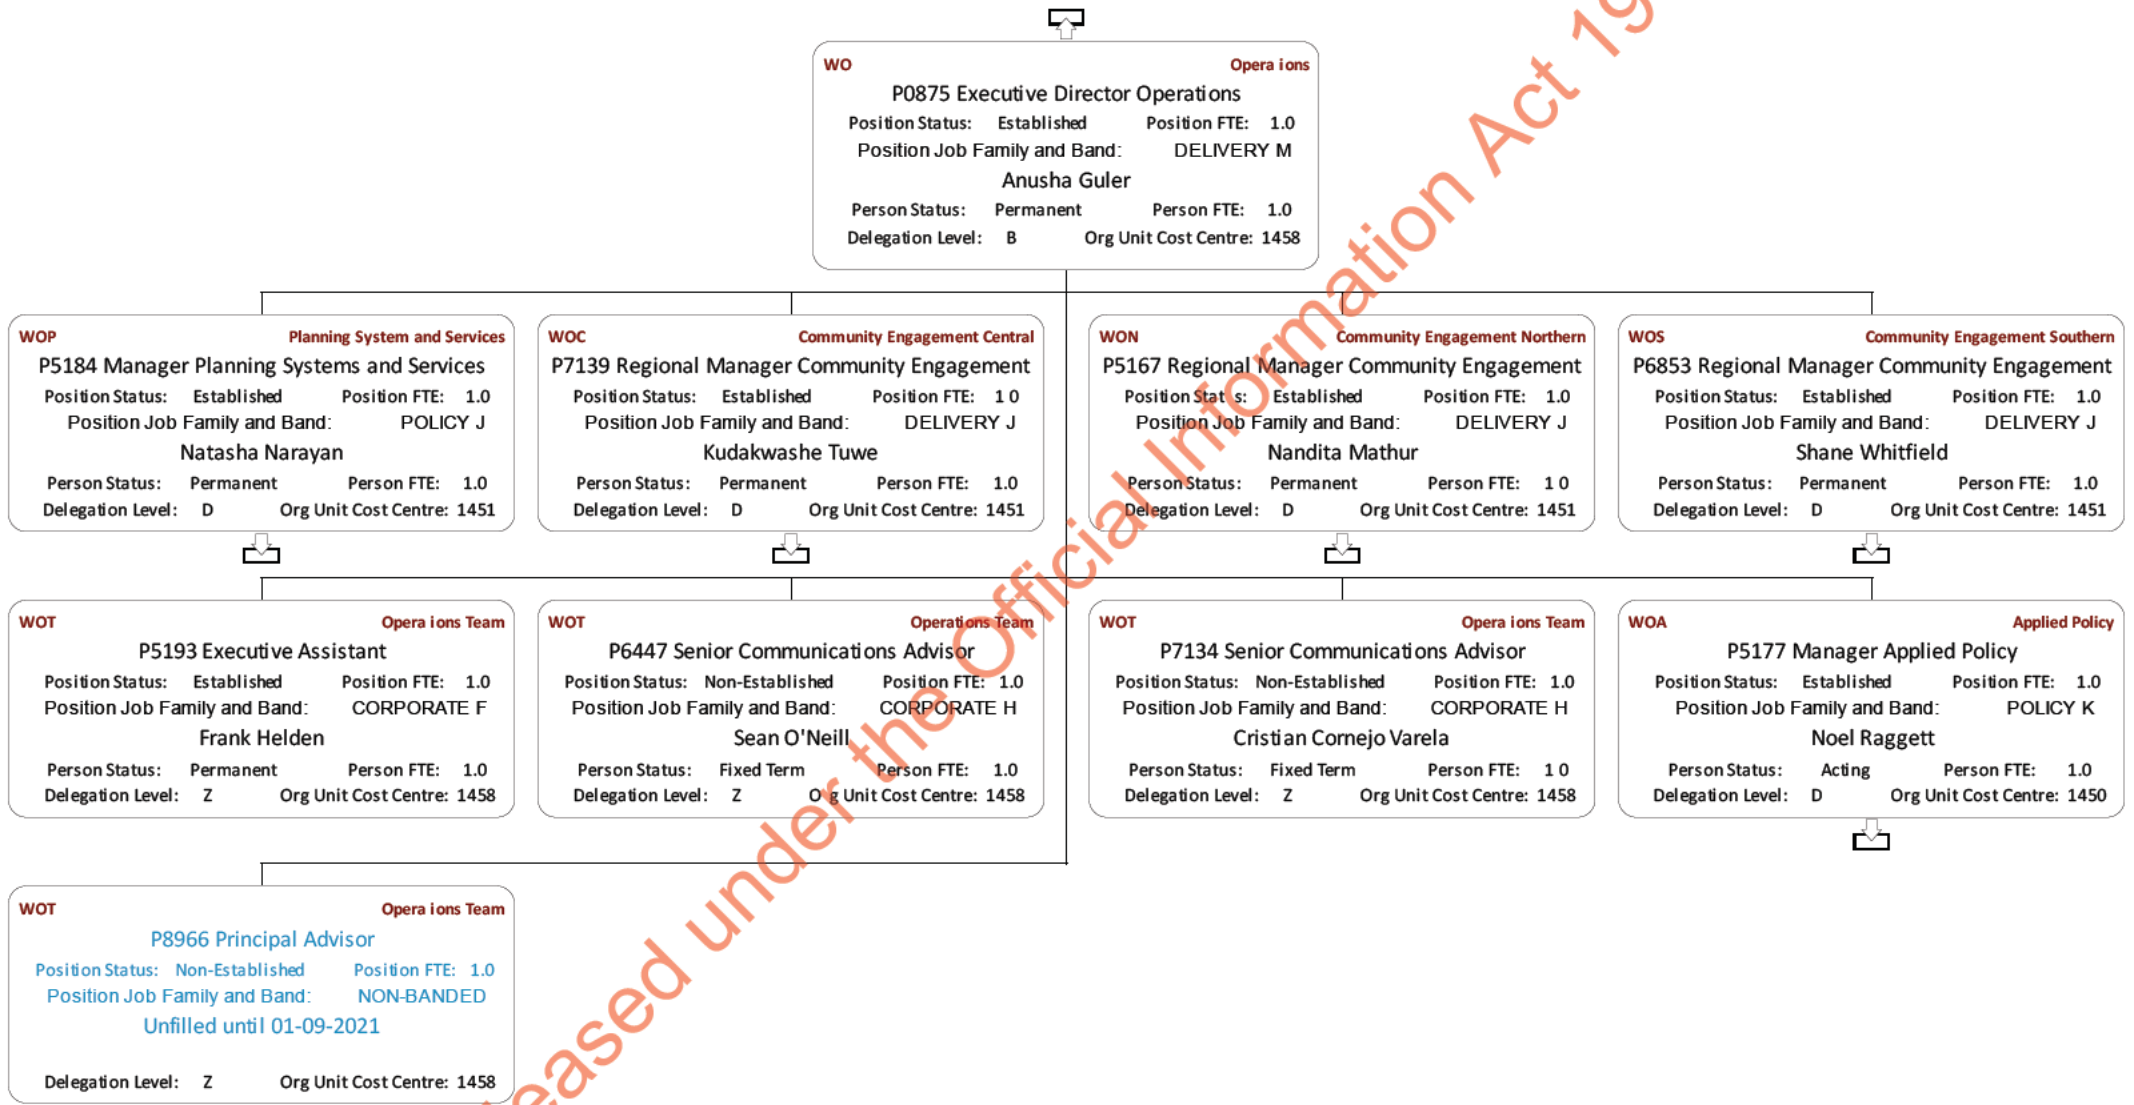 WO Opera ions
P0875 Executive Director Operations
Position Status: Established Position FTE: 1.0
Position Job Family and Band: DELIVERY M
Anusha Guler
Person Status: Permanent Person FTE: 1.0
Delegation Level: B Org Unit Cost Centre: 1458
WOP Planning System and Services
P5184 Manager Planning Systems and Services
Position Status: Established Position FTE: 1.0
Position Job Family and Band: POLICY J
Natasha Narayan
Person Status: Permanent Person FTE: 1.0
Delegation Level: D Org Unit Cost Centre: 1451
WOC Community Engagement Central
P7139 Regional Manager Community Engagement
Position Status: Established Position FTE: 1 0
Position Job Family and Band: DELIVERY J
Kudakwashe Tuwe
Person Status: Permanent Person FTE: 1.0
Delegation Level: D Org Unit Cost Centre: 1451
WON Community Engagement Northern
P5167 Regional Manager Community Engagement
Position Stat s: Established Position FTE: 1.0
Position Job Family and Band: DELIVERY J
Nandita Mathur
Person Status: Permanent Person FTE: 1 0
Delegation Level: D Org Unit Cost Centre: 1451
WOS Community Engagement Southern
P6853 Regional Manager Community Engagement
Position Status: Established Position FTE: 1.0
Position Job Family and Band: DELIVERY J
Shane Whitfield
Person Status: Permanent Person FTE: 1.0
Delegation Level: D Org Unit Cost Centre: 1451
WOT Opera ions Team
P5193 Executive Assistant
Position Status: Established Position FTE: 1.0
Position Job Family and Band: CORPORATE F
Frank Helden
Person Status: Permanent Person FTE: 1.0
Delegation Level: Z Org Unit Cost Centre: 1458
WOT Operations Team
P6447 Senior Communications Advisor
Position Status: Non-Established Position FTE: 1.0
Position Job Family and Band: CORPORATE H
Sean O'Neill
Person Status: Fixed Term Person FTE: 1.0
Delegation Level: Z O g Unit Cost Centre: 1458
WOT Opera ions Team
P7134 Senior Communications Advisor
Position Status: Non-Established Position FTE: 1.0
Position Job Family and Band: CORPORATE H
Cristian Cornejo Varela
Person Status: Fixed Term Person FTE: 1 0
Delegation Level: Z Org Unit Cost Centre: 1458
WOA Applied Policy
P5177 Manager Applied Policy
Position Status: Established Position FTE: 1.0
Position Job Family and Band: POLICY K
Noel Raggett
Person Status: Acting Person FTE: 1.0
Delegation Level: D Org Unit Cost Centre: 1450
WOT Opera ions Team
P8966 Principal Advisor
Position Status: Non-Established Position FTE: 1.0
Position Job Family and Band: NON-BANDED
Unfilled until 01-09-2021
Delegation Level: Z Org Unit Cost Centre: 1458
eased under the Official Information Act 19